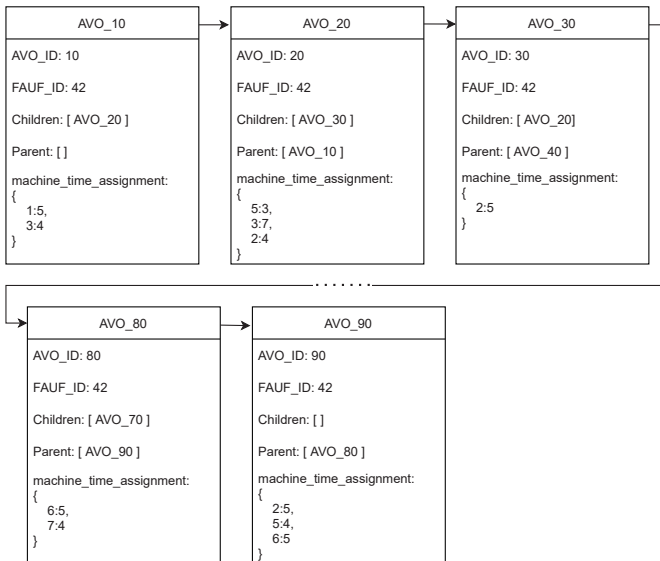 AVO_10
AVO_ID: 10
FAUF_ID: 42
Children: [ AVO_20 ]
Parent: [ ]
machine_time_assignment:
{
1:5,
3:4
}
AVO_20
AVO_ID: 20
FAUF_ID: 42
Children: [ AVO_30 ]
Parent: [ AVO_10 ]
machine_time_assignment:
{
5:3,
3:7,
2:4
}
AVO_30
AVO_ID: 30
FAUF_ID: 42
Children: [ AVO_20]
Parent: [ AVO_40 ]
machine_time_assignment:
{
2:5
}
.......
AVO_80
AVO_ID: 80
FAUF_ID: 42
Children: [ AVO_70 ]
Parent: [ AVO_90 ]
machine_time_assignment:
{
6:5,
7:4
}
AVO_90
AVO_ID: 90
FAUF_ID: 42
Children: [ ]
Parent: [ AVO_80 ]
machine_time_assignment:
{
2:5,
5:4,
6:5
}